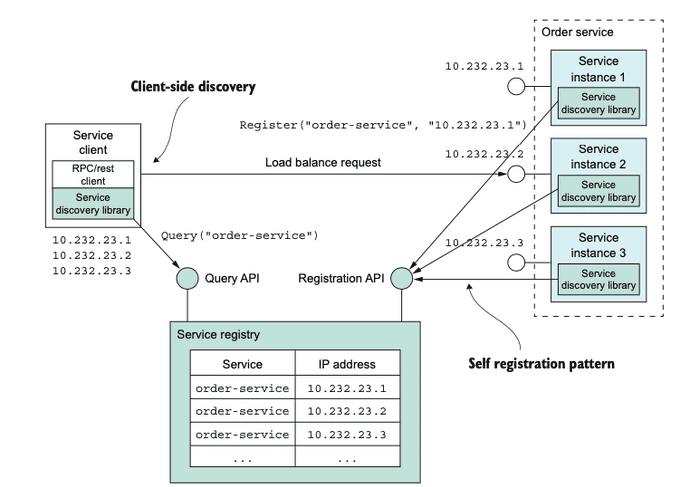 Order service
10.232.23.1
Service
instance 1
Service
discovery library
Client-side discovery
Register("order-service", "10.232.23.1")
Service
client
RPC/rest
client
Service
discovery library
Load balance request
10.232.23.2
Service
instance 2
Service
discovery library
10.232.23.1
10.232.23.2
10.232.23.3
Query("order-service")
10.232.23.3
Service
instance 3
Service
discovery library
Query API
Registration API
Self registration pattern
Service registry
Service IP address
order-service 10.232.23.1
order-service 10.232.23.2
order-service 10.232.23.3
... ...